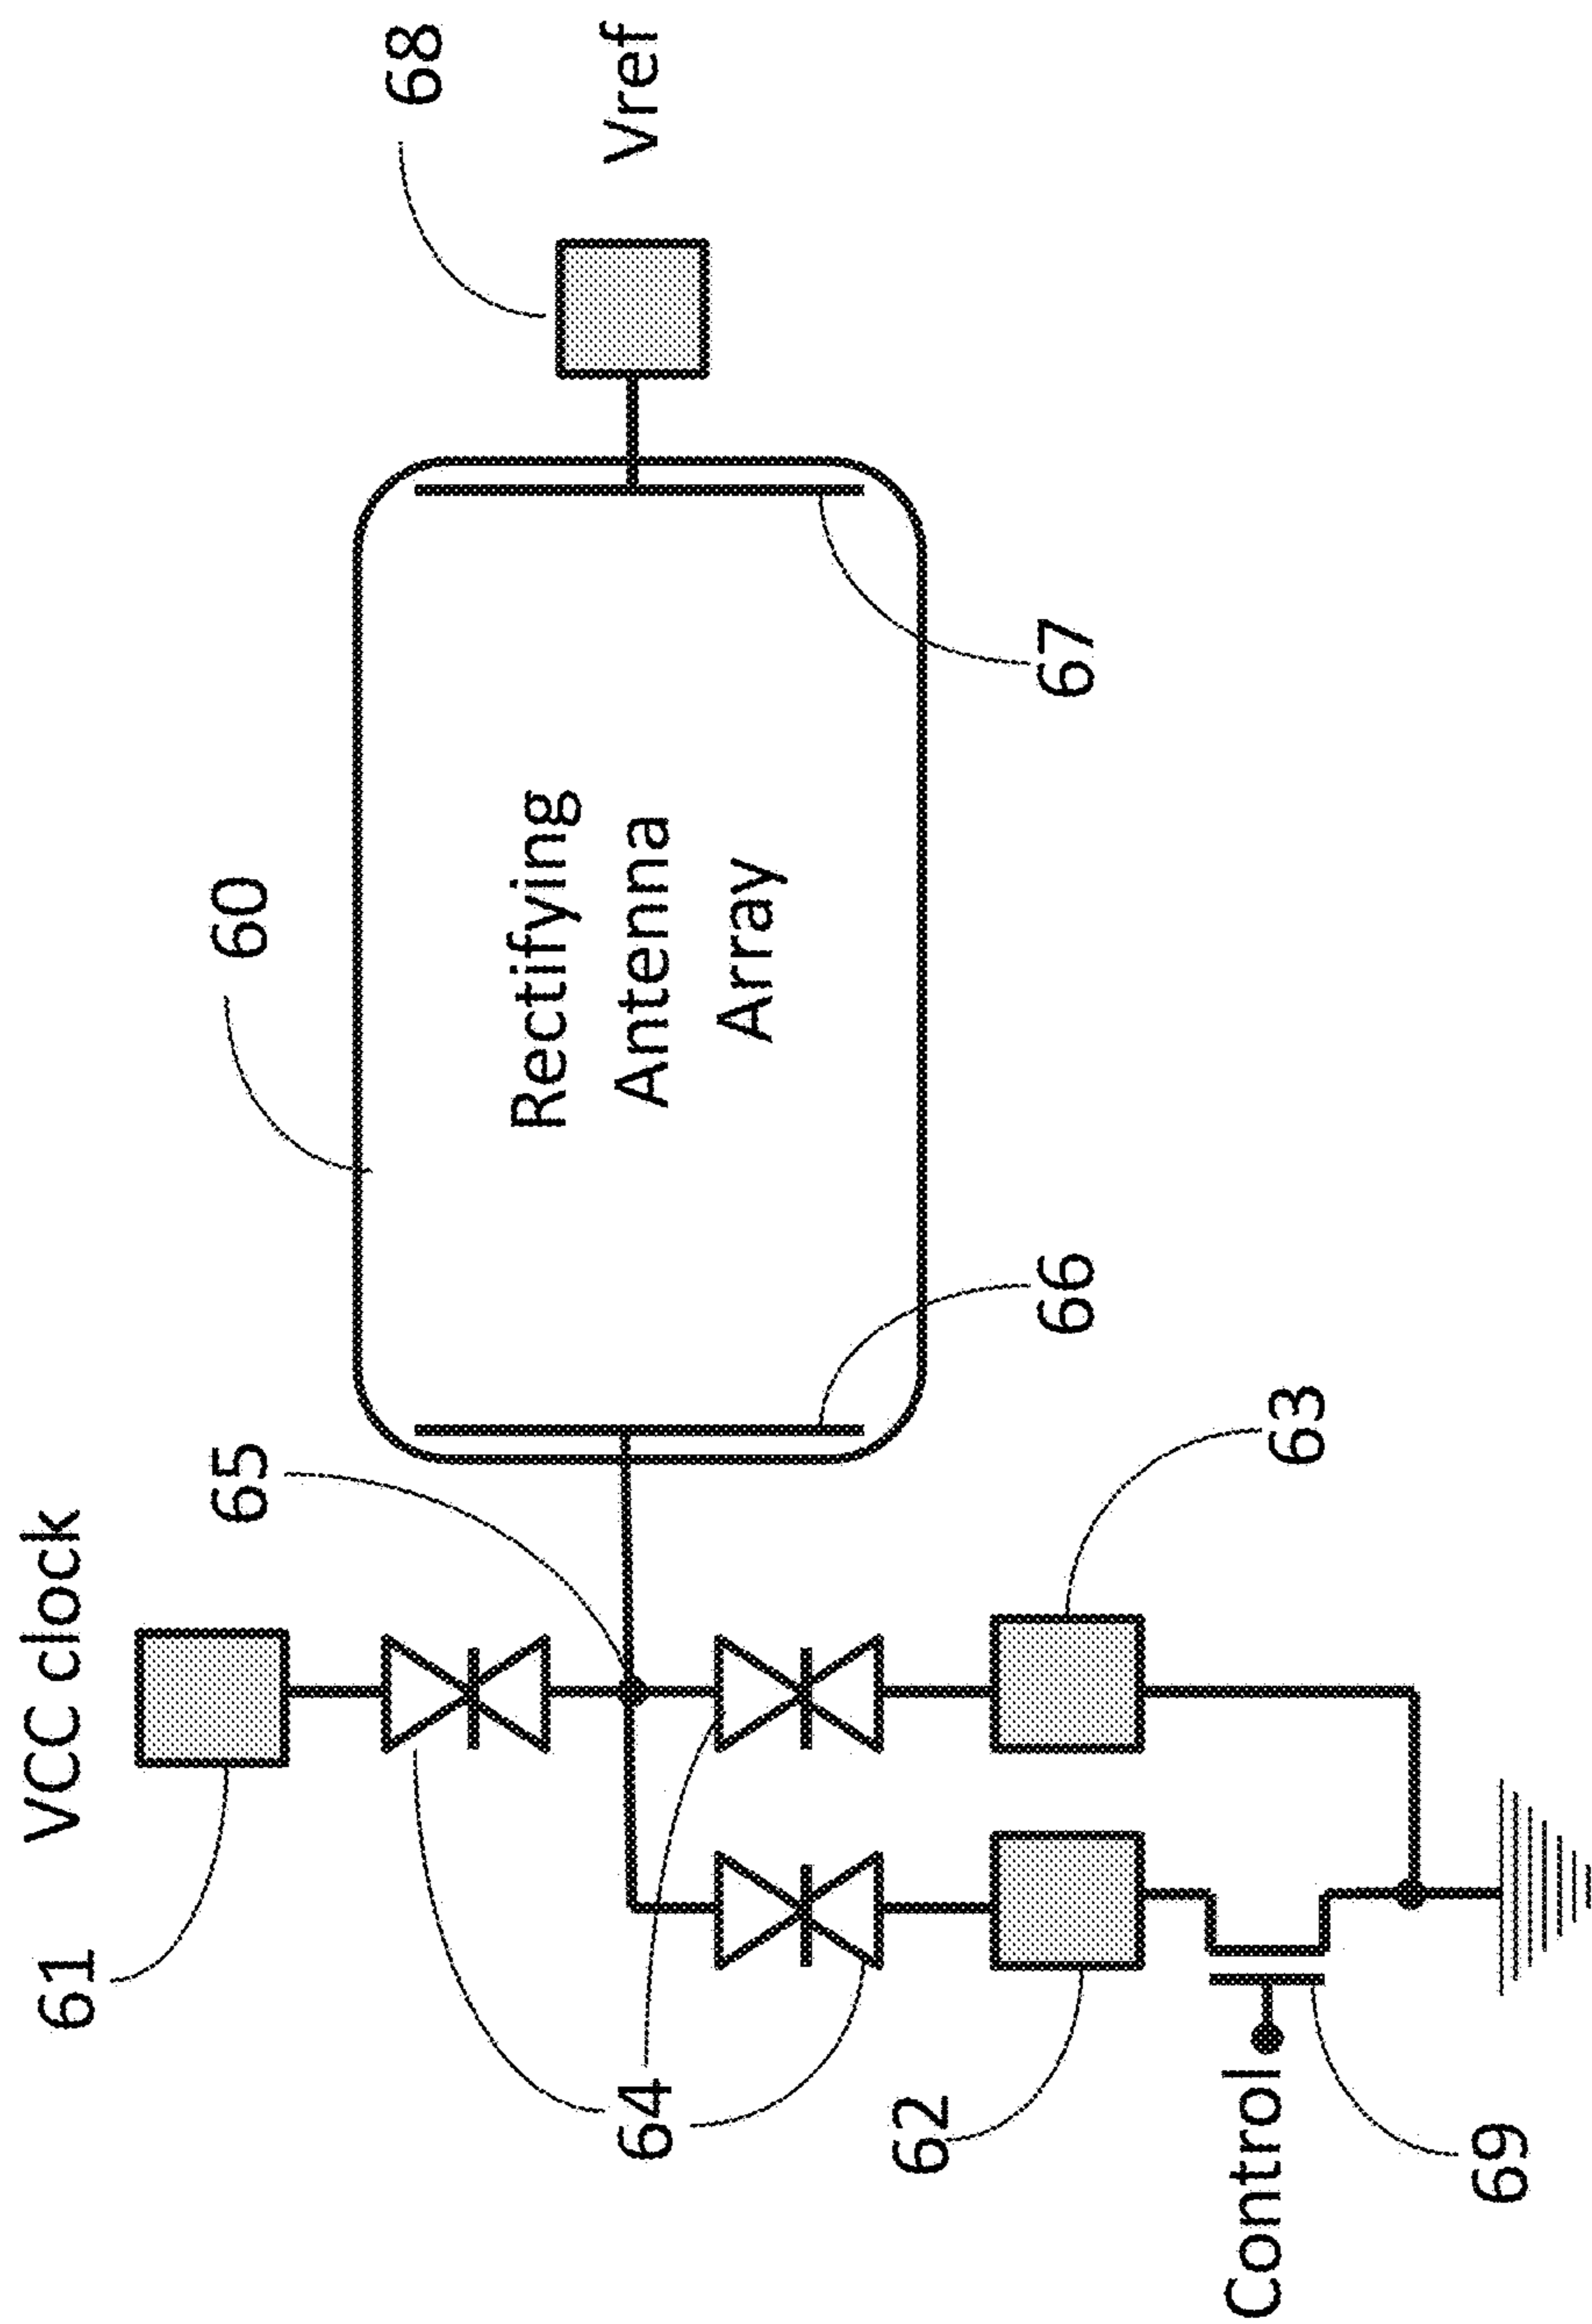 61
VCC clock
65
60
68
Rectifying
Antenna
Array
Vref
64
62
66
67
Control
63
69